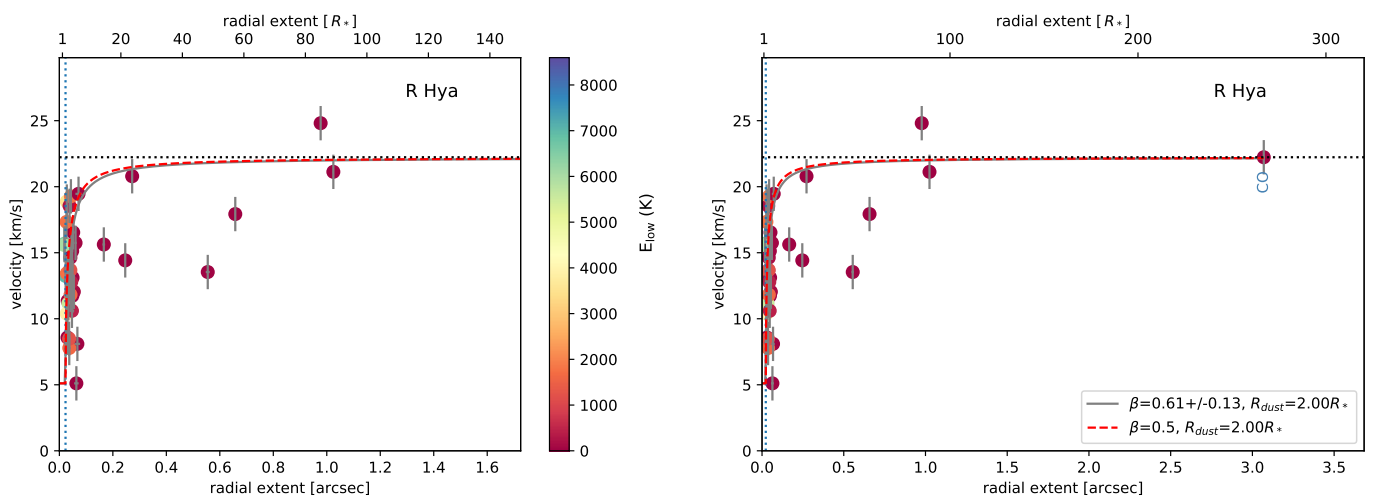 radial extent [ R* ]
1 20 40 60 80 100 120 140
R Hya
velocity [km/s]
25
20
15
10
5
0
0.0 0.2 0.4 0.6 0.8 1.0 1.2 1.4 1.6
radial extent [arcsec]
8000
7000
6000
5000
4000
3000
2000
1000
0
Elow (K)
radial extent [ R* ]
1 100 200 300
R Hya
CO
velocity [km/s]
25
20
15
10
5
0
β=0.61+/-0.13, Rdust=2.00R*
β=0.5, Rdust=2.00R*
0.0 0.5 1.0 1.5 2.0 2.5 3.0 3.5
radial extent [arcsec]